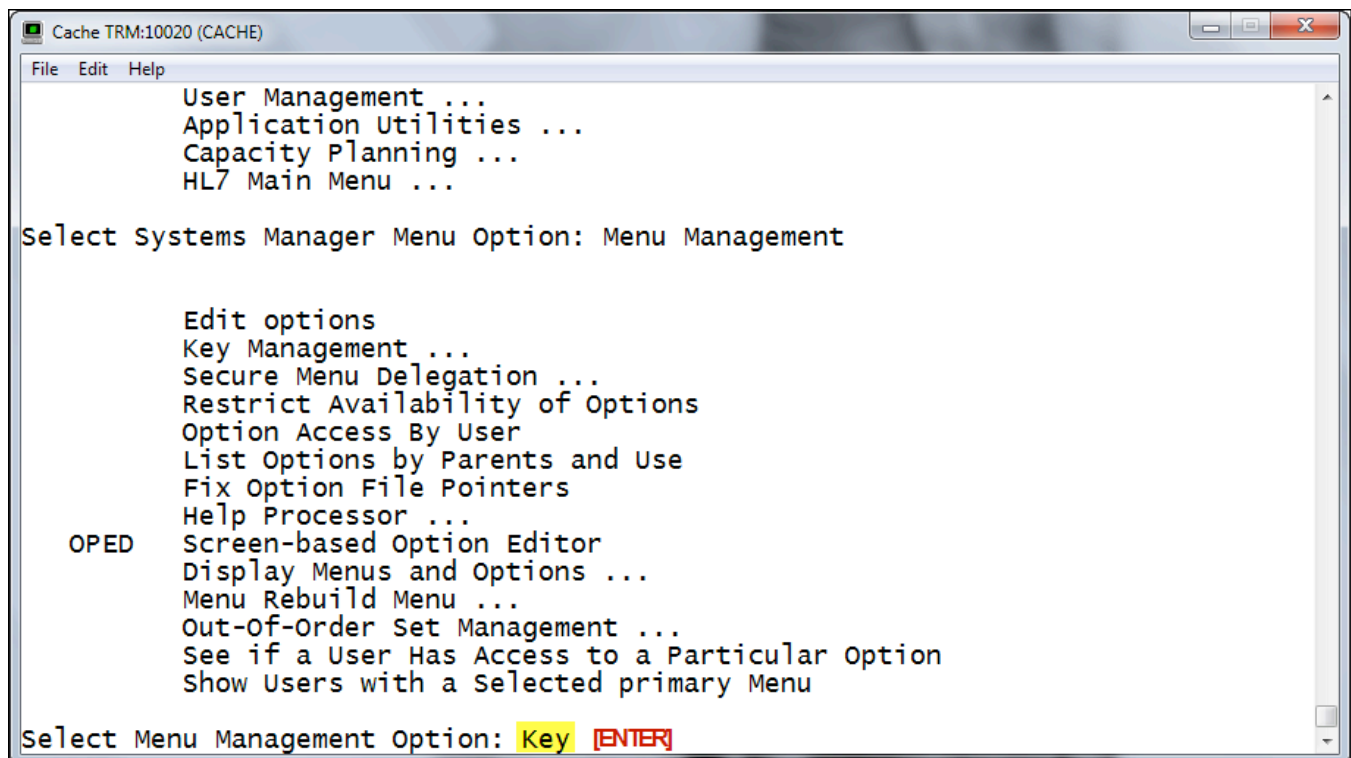 Cache TRM:10020 (CACHE)
File Edit Help
User Management ...
Application Utilities ...
Capacity Planning ...
HL7 Main Menu ...
Select Systems Manager Menu Option: Menu Management
Edit options
Key Management ...
Secure Menu Delegation ...
Restrict Availability of Options
Option Access By User
List Options by Parents and Use
Fix Option File Pointers
Help Processor ...
OPED Screen-based Option Editor
Display Menus and Options ...
Menu Rebuild Menu ...
Out-Of-Order Set Management ...
See if a User Has Access to a Particular Option
Show Users with a Selected primary Menu
Select Menu Management Option: Key [ENTER]